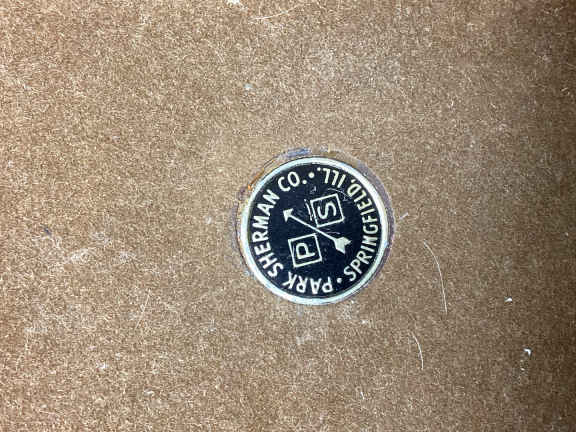 PARK SHERMAN CO.
SPRINGFIELD, ILL.
P S